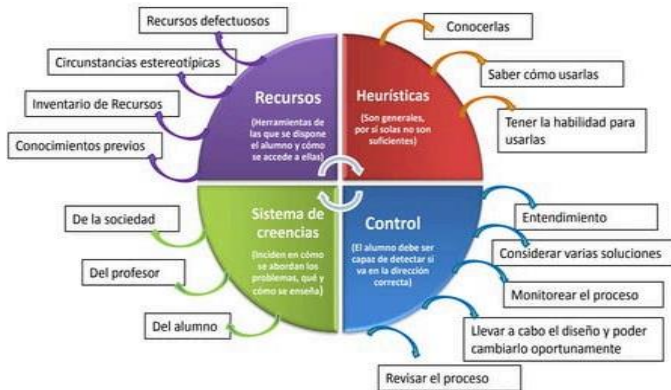 Recursos defectuosos
Circunstancias estereotípicas
Inventario de Recursos
Conocimientos previos
Recursos
(Herramientas de
las que se dispone
el alumno y cómo
se accede a ellas)
Heurísticas
(Son generales,
por si solas no son
suficientes)
Conocerlas
Saber cómo usarlas
Tener la habilidad para
usarlas
De la sociedad
Del profesor
Del alumno
Sistema de
creencias
(Inciden en cómo
se abordan los
problemas, qué y
cómo se enseña)
Control
(El alumno debe ser
capaz de detectar si
va en la dirección
correcta)
Entendimiento
Considerar varias soluciones
Monitorear el proceso
Llevar a cabo el diseño y poder
cambiarlo oportunamente
Revisar el proceso